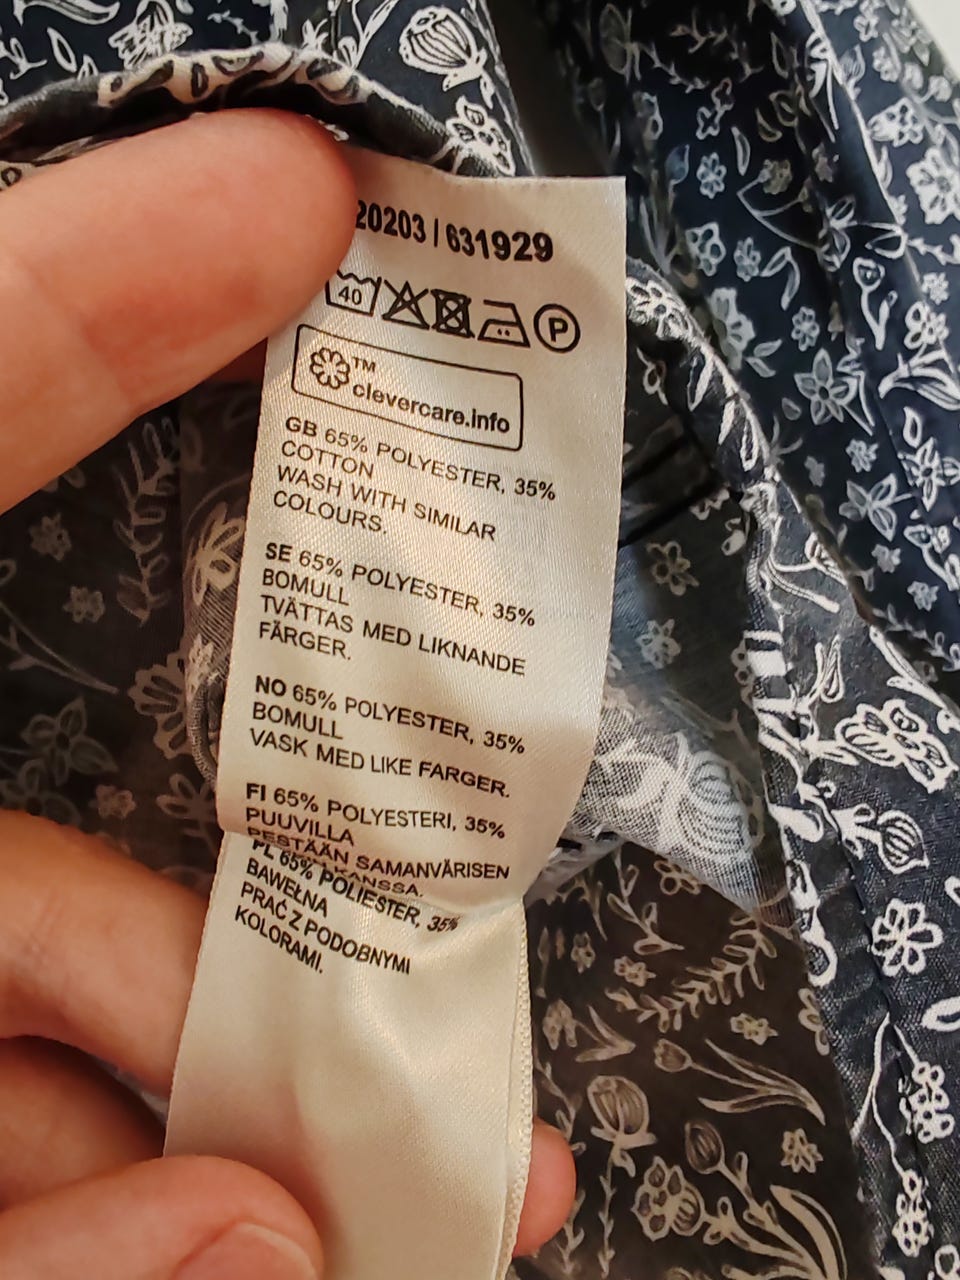 20203 / 631929
40
P
TM
clevercare.info
GB 65% POLYESTER, 35%
COTTON
WASH WITH SIMILAR
COLOURS.
SE 65% POLYESTER, 35%
BOMULL
TVÄTTAS MED LIKNANDE
FÄRGER.
NO 65% POLYESTER, 35%
BOMULL
VASK MED LIKE FARGER.
FI 65% POLYESTERI, 35%
PUUVILLA
PESTÄÄN SAMANVÄRISEN
KANSSA.
PL 65% POLIESTER, 35%
BAWEŁNA
PRAĆ Z PODOBNYMI
KOLORAMI.